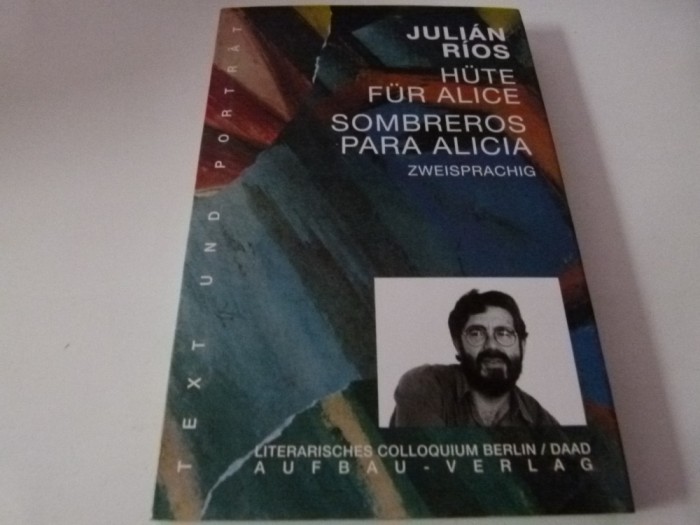 JULIÁN
RÍOS
HÜTE
FÜR ALICE
SOMBREROS
PARA ALICIA
ZWEISPRACHIG
TEXT UND PORTRÄT
LITERARISCHES COLLOQUIUM BERLIN / DAAD
AUFBAU-VERLAG